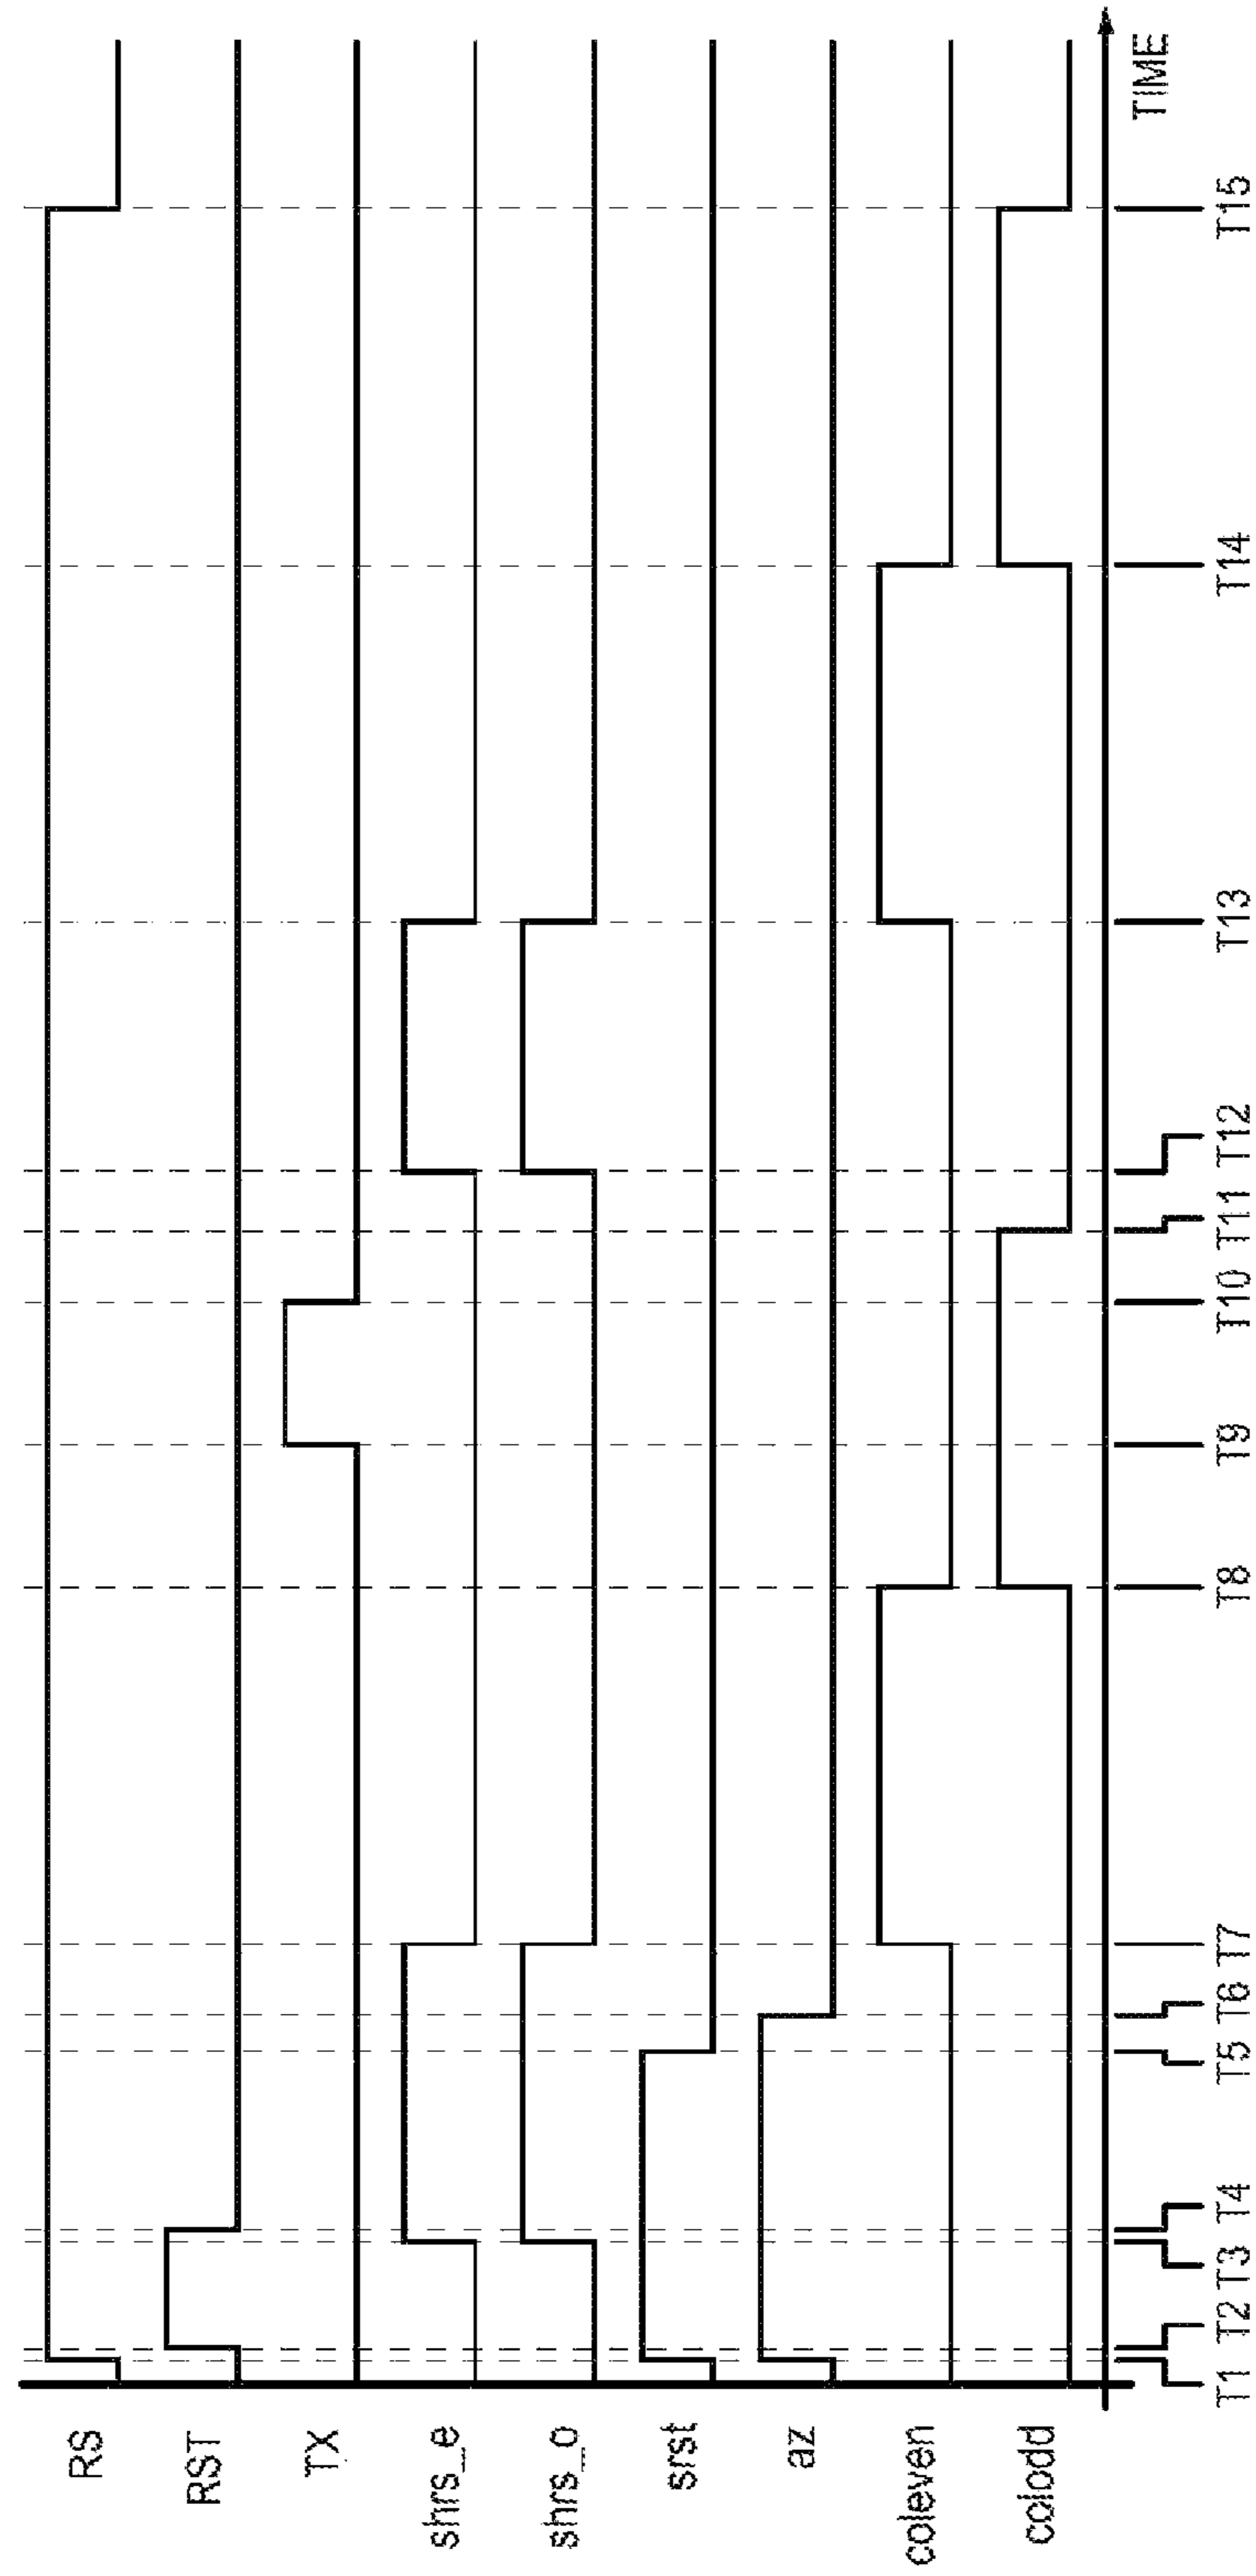 RS
RST
TX
shrs_e
shrs_o
srst
az
coleven
colodd
T1 T2 T3 T4 T5 T6 T7 T8 T9 T10 T11 T12 T13 T14 T15
TIME